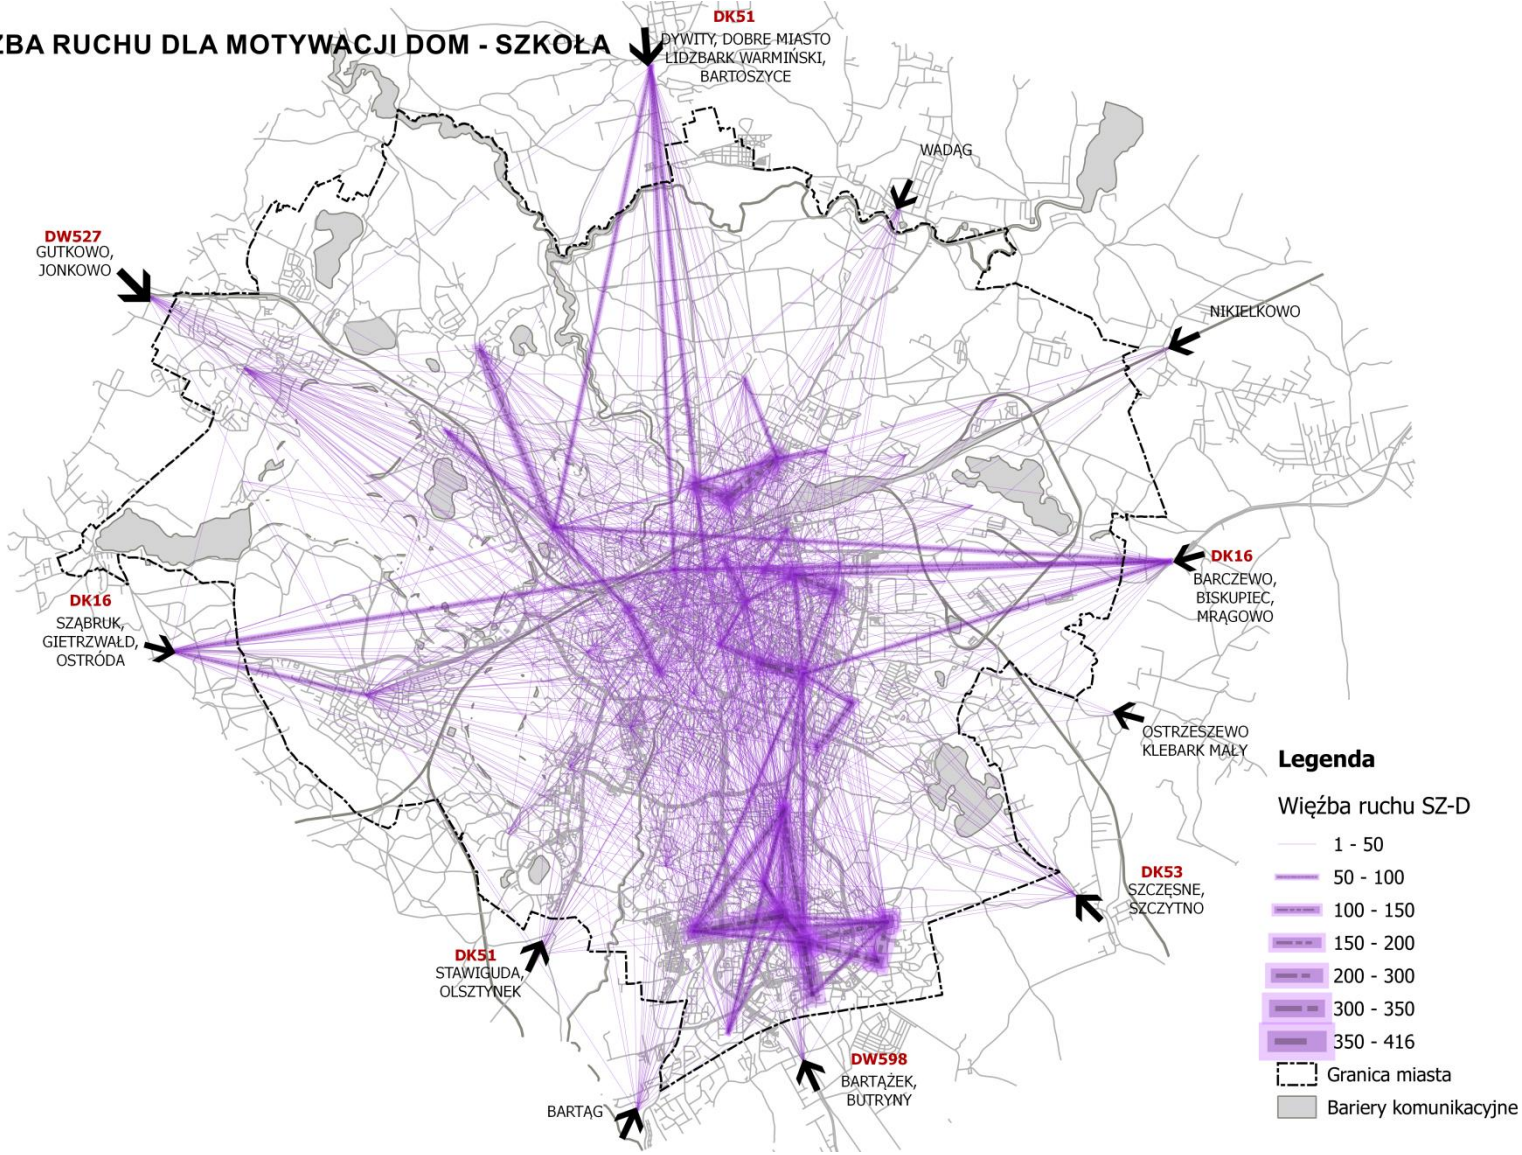 ŹBA RUCHU DLA MOTYWACJI DOM - SZKOŁA
DK51
DYWITY, DOBRE MIASTO
LIDZBARK WARMIŃSKI,
BARTOSZYCE
WADĄG
DW527
GUTKOWO,
JONKOWO
NIKIELKOWO
DK16
BARCZEWO,
BISKUPIEC,
MRĄGOWO
DK16
SZĄBRUK,
GIETRZWAŁD,
OSTRÓDA
OSTRZESZEWO
KLEBARK MAŁY
DK53
SZCZĘSNE,
SZCZYTNO
DK51
STAWIGUDA,
OLSZTYNEK
DW598
BARTĄŻEK,
BUTRYNY
BARTĄG
Legenda
Więźba ruchu SZ-D
1 - 50
50 - 100
100 - 150
150 - 200
200 - 300
300 - 350
350 - 416
Granica miasta
Bariery komunikacyjne